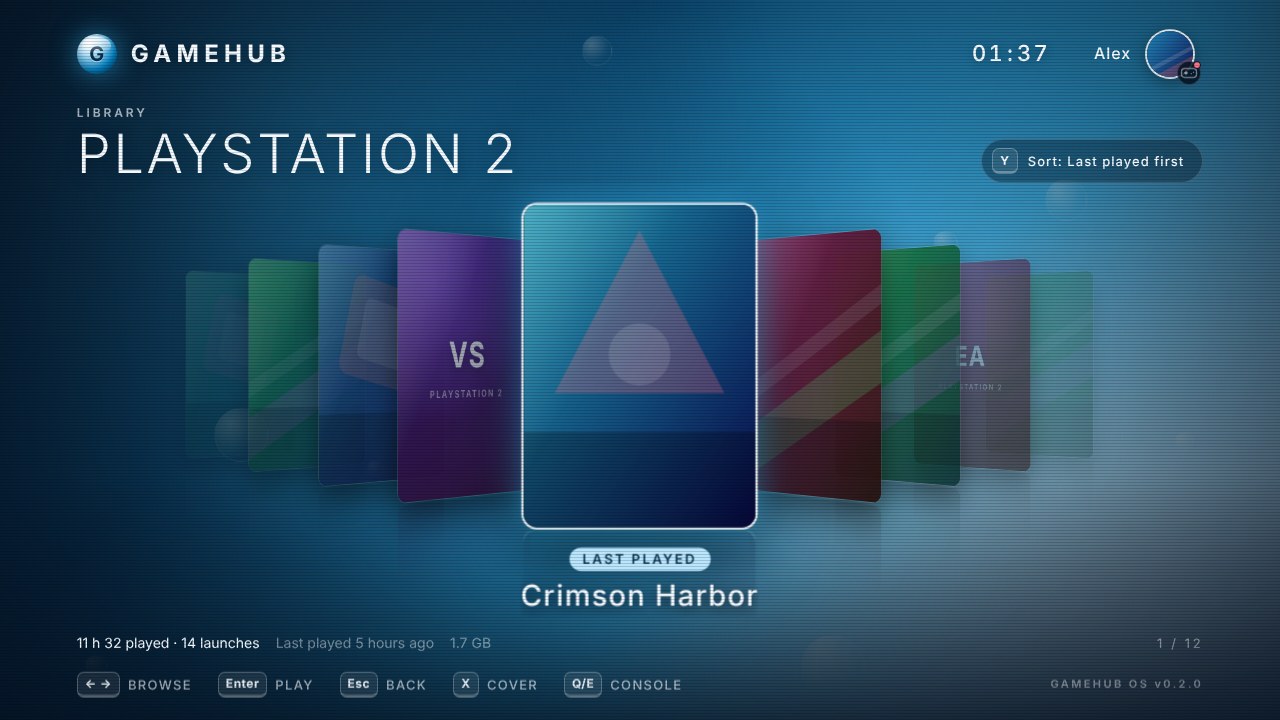 G GAMEHUB
01:37 Alex
LIBRARY
PLAYSTATION 2
Y Sort: Last played first
VS
PLAYSTATION 2
EA
LAST PLAYED
Crimson Harbor
11 h 32 played · 14 launches Last played 5 hours ago 1.7 GB
1 / 12
← → BROWSE Enter PLAY Esc BACK X COVER Q/E CONSOLE
GAMEHUB OS v0.2.0